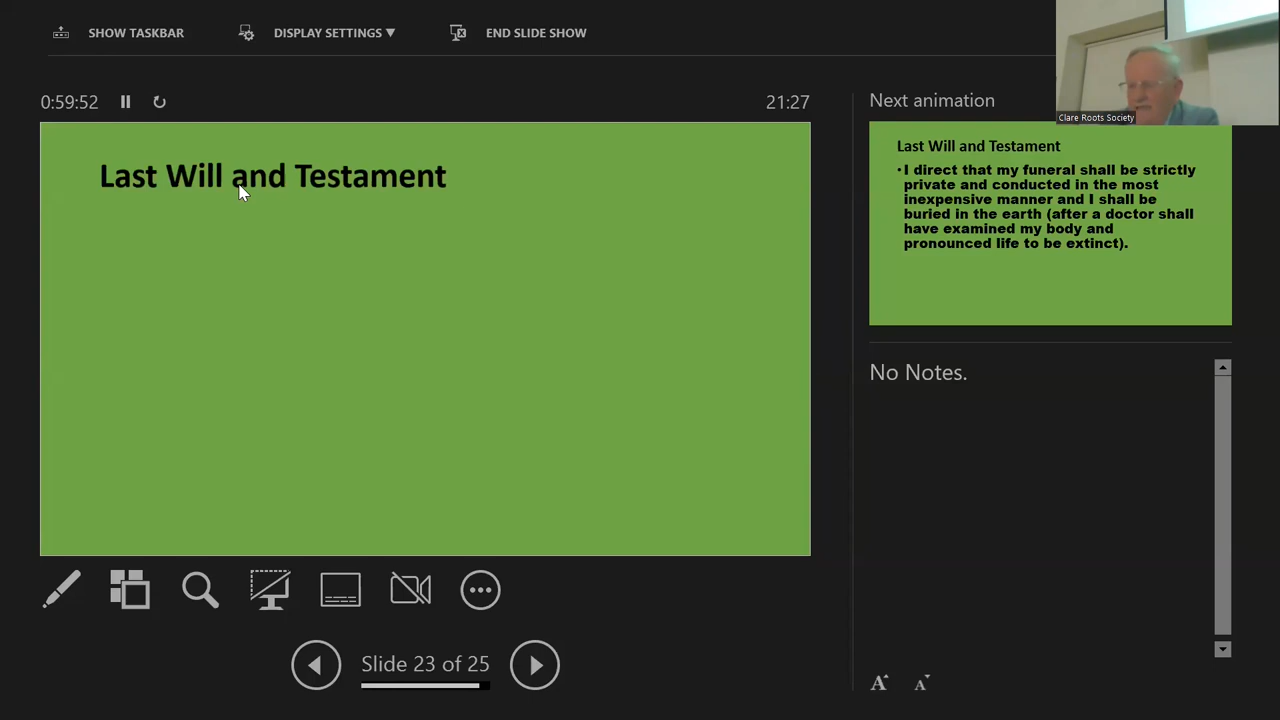 SHOW TASKBAR
DISPLAY SETTINGS ▼
END SLIDE SHOW
Clare Roots Society
0:59:52
21:27
Last Will and Testament
Next animation
Last Will and Testament
•I direct that my funeral shall be strictly
private and conducted in the most
inexpensive manner and I shall be
buried in the earth (after a doctor shall
have examined my body and
pronounced life to be extinct).
No Notes.
Slide 23 of 25
A A